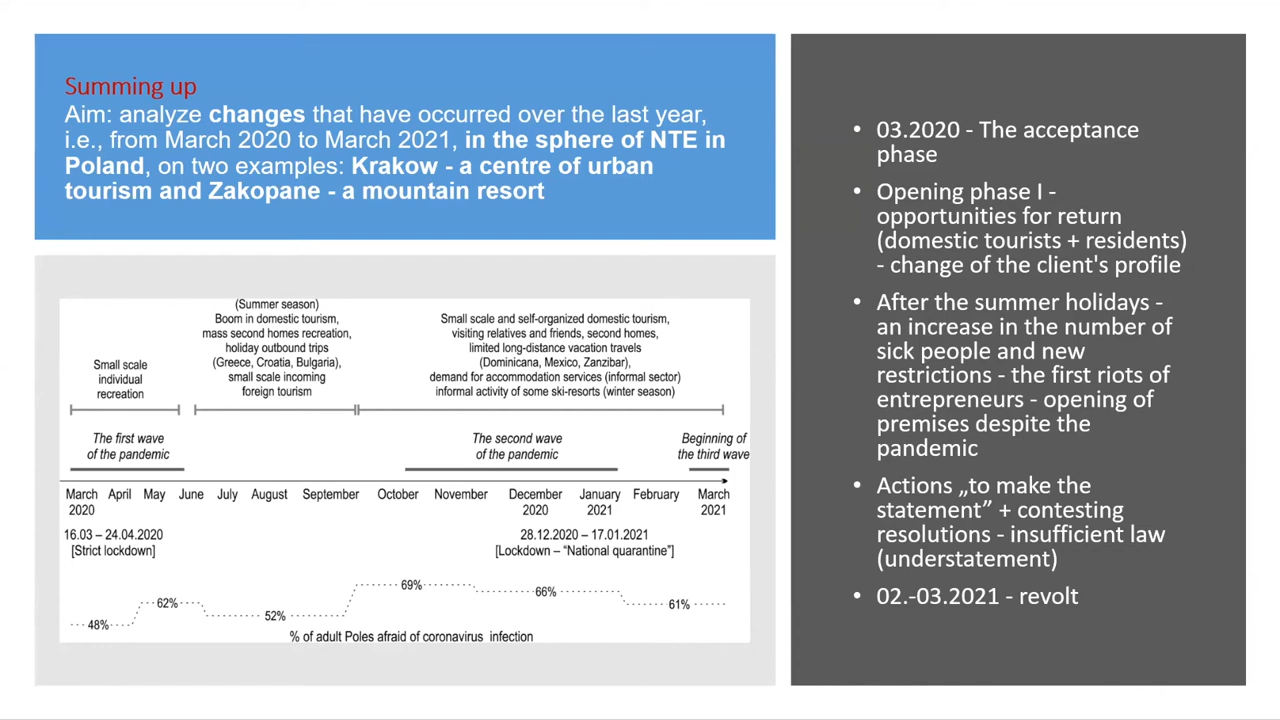 Summing up
Aim: analyze changes that have occurred over the last year,
i.e., from March 2020 to March 2021, in the sphere of NTE in
Poland, on two examples: Krakow - a centre of urban
tourism and Zakopane - a mountain resort
Small scale
individual
recreation
(Summer season)
Boom in domestic tourism,
mass second homes recreation,
holiday outbound trips
(Greece, Croatia, Bulgaria),
small scale incoming
foreign tourism
Small scale and self-organized domestic tourism,
visiting relatives and friends, second homes,
limited long-distance vacation travels
(Dominicana, Mexico, Zanzibar),
demand for accommodation services (informal sector)
informal activity of some ski-resorts (winter season)
The first wave
of the pandemic
The second wave
of the pandemic
Beginning of
the third wave
March April May June July August September October November December January February March
2020 2020 2021 2021
16.03 – 24.04.2020
[Strict lockdown]
28.12.2020 – 17.01.2021
[Lockdown – “National quarantine”]
48% 62% 52% 69% 66% 61%
% of adult Poles afraid of coronavirus infection
• 03.2020 - The acceptance
phase
• Opening phase I -
opportunities for return
(domestic tourists + residents)
- change of the client's profile
• After the summer holidays -
an increase in the number of
sick people and new
restrictions - the first riots of
entrepreneurs - opening of
premises despite the
pandemic
• Actions „to make the
statement” + contesting
resolutions - insufficient law
(understatement)
• 02.-03.2021 - revolt